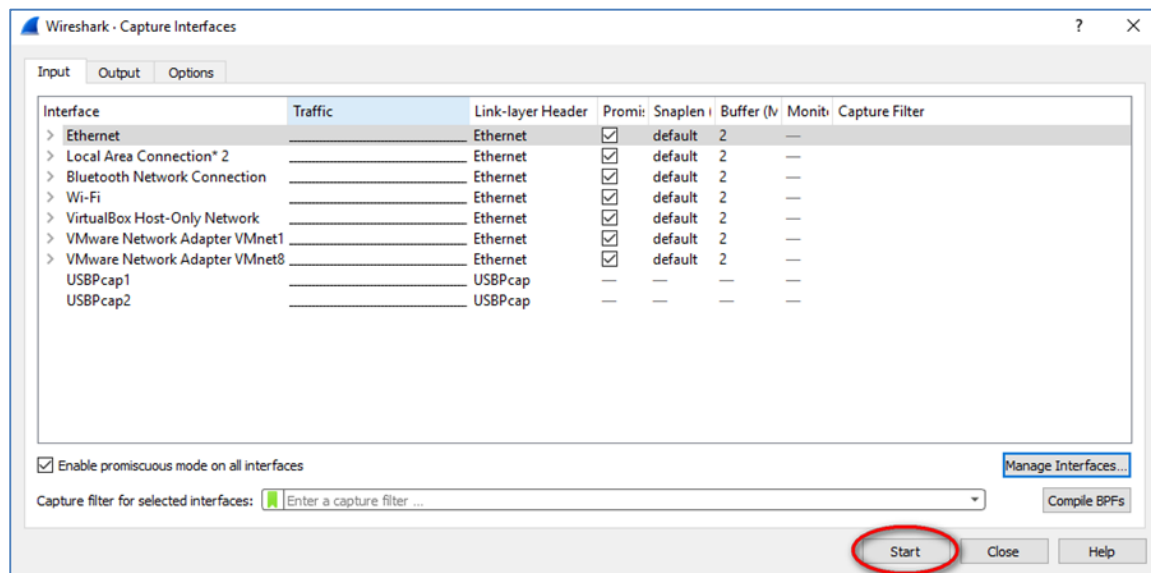 Wireshark · Capture Interfaces ? X
Input Output Options
Interface Traffic Link-layer Header Promis Snaplen ( Buffer (M Monito Capture Filter
> Ethernet Ethernet default 2 —
> Local Area Connection* 2 Ethernet default 2 —
> Bluetooth Network Connection Ethernet default 2 —
> Wi-Fi Ethernet default 2 —
> VirtualBox Host-Only Network Ethernet default 2 —
> VMware Network Adapter VMnet1 Ethernet default 2 —
> VMware Network Adapter VMnet8 Ethernet default 2 —
USBPcap1 USBPcap — — — —
USBPcap2 USBPcap — — — —
Enable promiscuous mode on all interfaces Manage Interfaces...
Capture filter for selected interfaces: Enter a capture filter ... Compile BPFs
Start Close Help